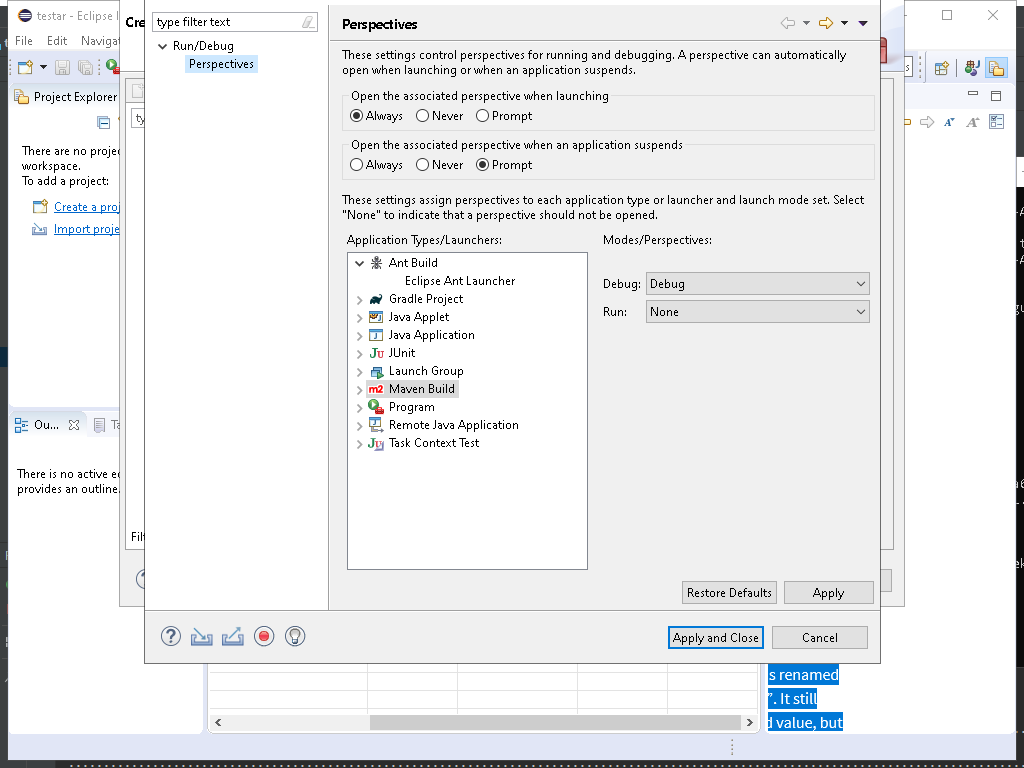 testar - Eclipse I
File Edit Navigat
Project Explorer
There are no projec
workspace.
To add a project:
Create a proj
Import proje
Ou...
Ta
There is no active ed
provides an outline.
Cre
ty
Filt
type filter text
Run/Debug
Perspectives
Perspectives
These settings control perspectives for running and debugging. A perspective can automatically
open when launching or when an application suspends.
Open the associated perspective when launching
Always Never Prompt
Open the associated perspective when an application suspends
Always Never Prompt
These settings assign perspectives to each application type or launcher and launch mode set. Select
"None" to indicate that a perspective should not be opened.
Application Types/Launchers:
Modes/Perspectives:
Ant Build
Eclipse Ant Launcher
Gradle Project
Java Applet
Java Application
JUnit
Launch Group
Maven Build
Program
Remote Java Application
Task Context Test
Debug: Debug
Run: None
Restore Defaults Apply
Apply and Close Cancel
s renamed
”. It still
d value, but